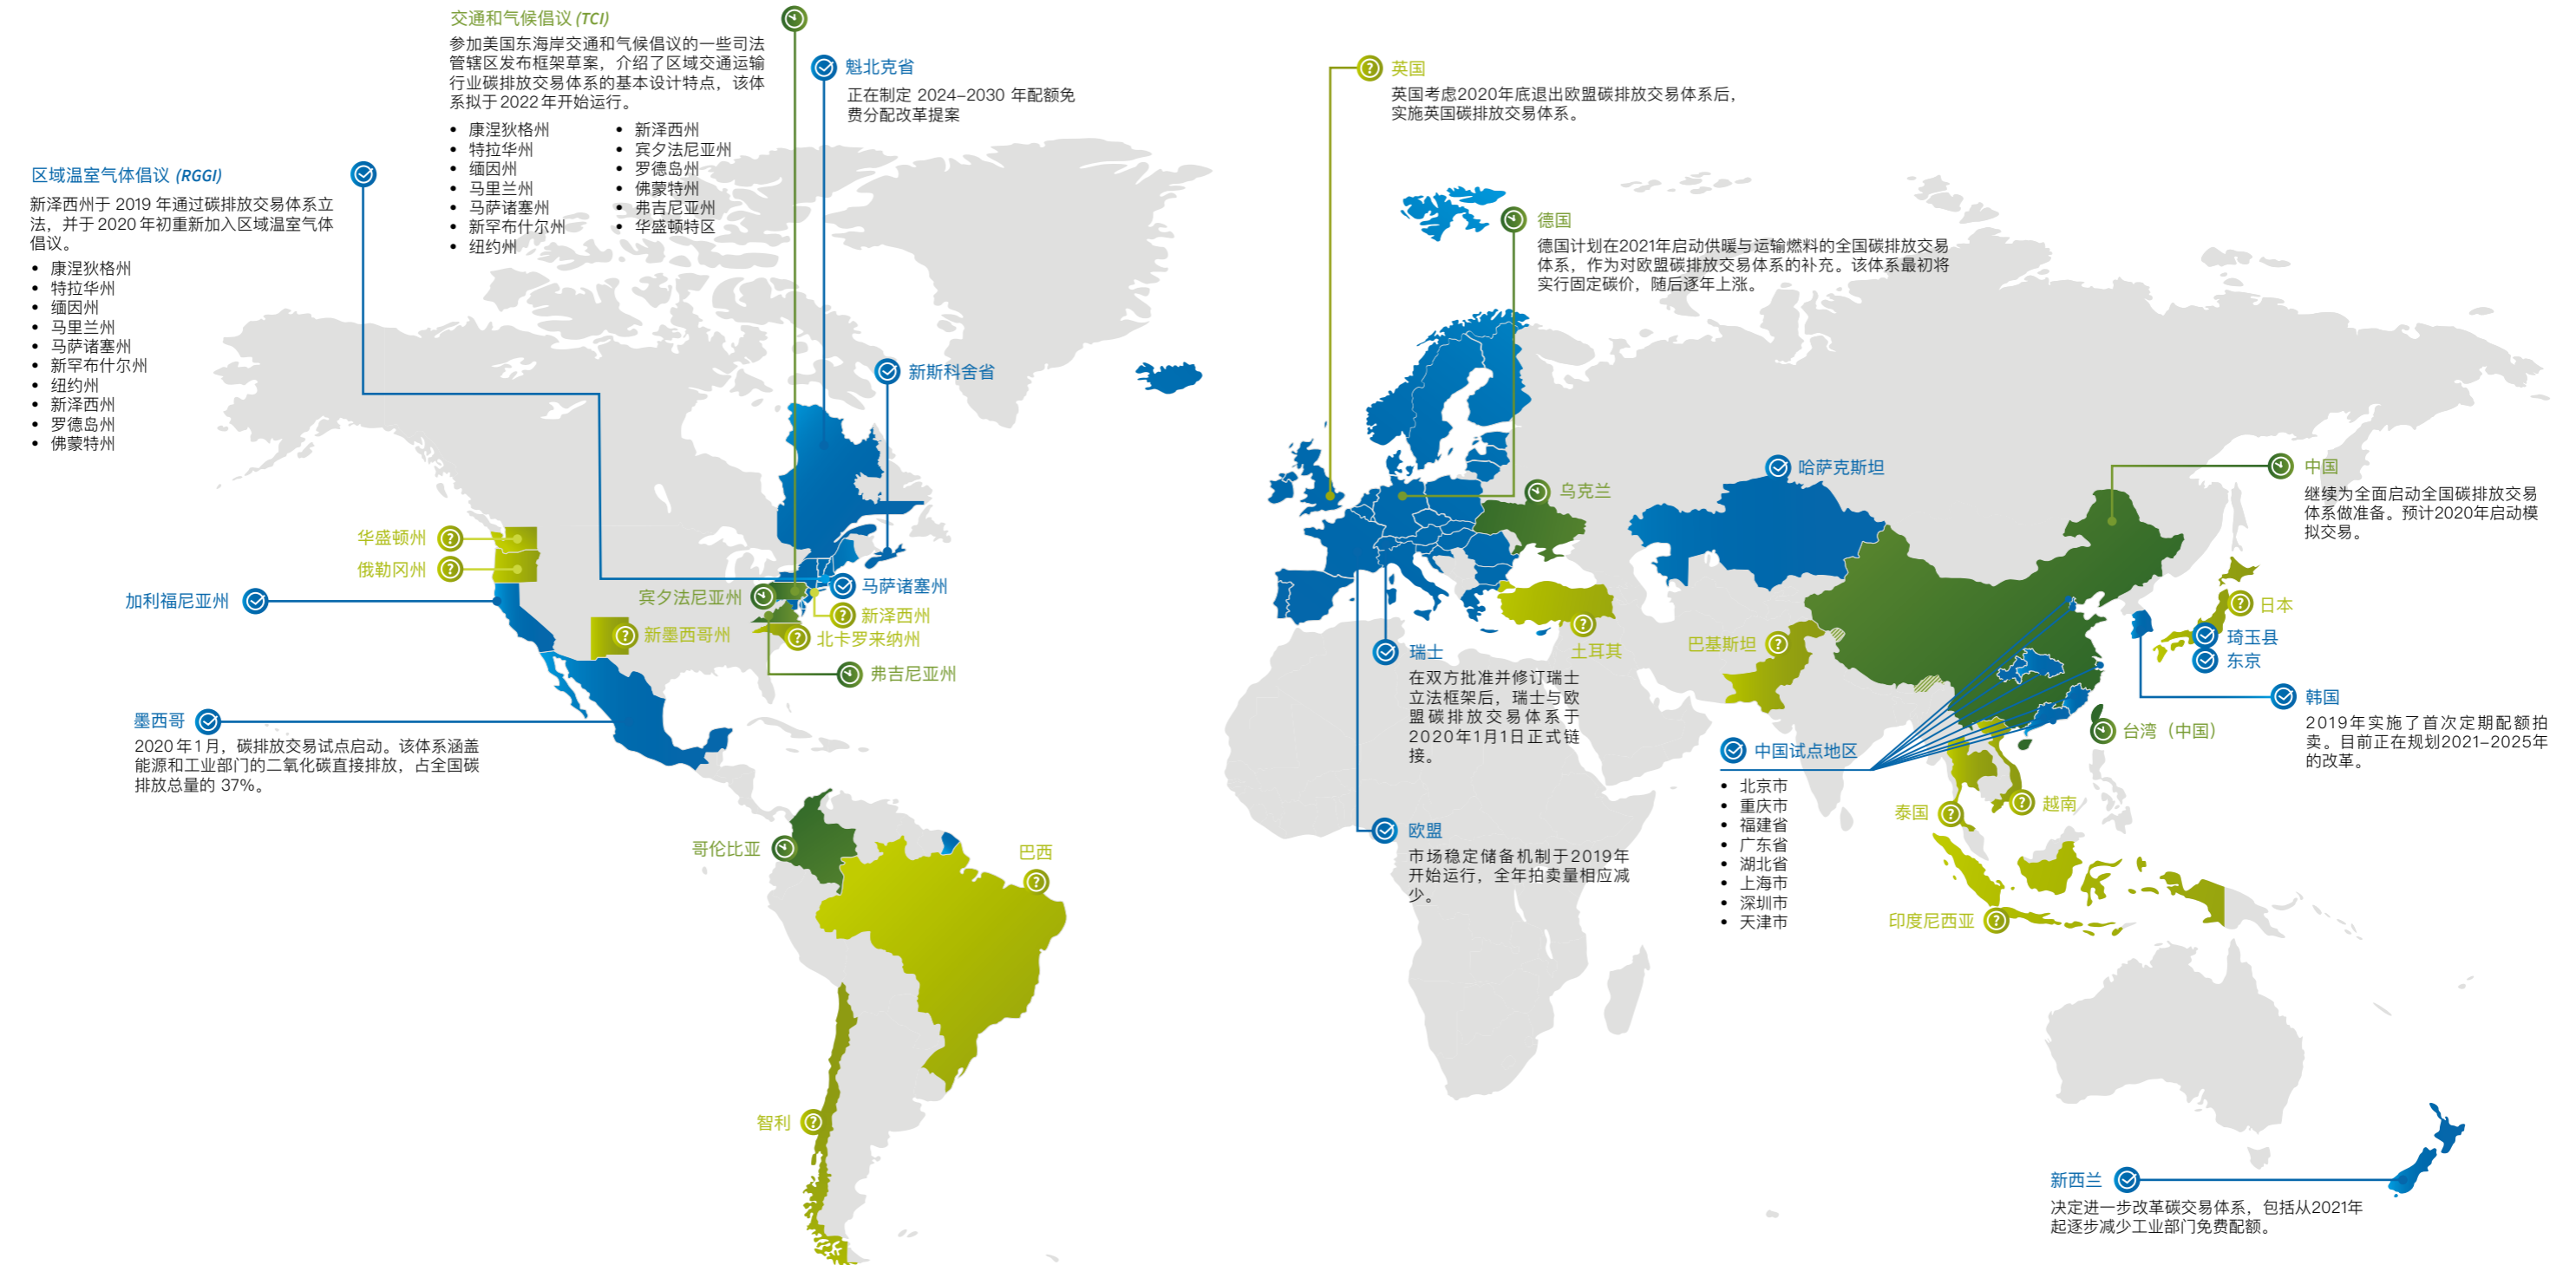 交通和气候倡议 (TCI)
参加美国东海岸交通和气候倡议的一些司法
管辖区发布框架草案，介绍了区域交通运输
行业碳排放交易体系的基本设计特点，该体
系拟于2022年开始运行。
• 康涅狄格州
• 特拉华州
• 缅因州
• 马里兰州
• 马萨诸塞州
• 新罕布什尔州
• 纽约州
• 新泽西州
• 宾夕法尼亚州
• 罗德岛州
• 佛蒙特州
• 弗吉尼亚州
• 华盛顿特区
魁北克省
正在制定 2024–2030 年配额免
费分配改革提案
区域温室气体倡议 (RGGI)
新泽西州于 2019 年通过碳排放交易体系立
法，并于2020年初重新加入区域温室气体
倡议。
• 康涅狄格州
• 特拉华州
• 缅因州
• 马里兰州
• 马萨诸塞州
• 新罕布什尔州
• 纽约州
• 新泽西州
• 罗德岛州
• 佛蒙特州
新斯科舍省
华盛顿州
俄勒冈州
加利福尼亚州
新墨西哥州
宾夕法尼亚州
马萨诸塞州
新泽西州
北卡罗来纳州
弗吉尼亚州
墨西哥
2020年1月，碳排放交易试点启动。该体系涵盖
能源和工业部门的二氧化碳直接排放，占全国碳
排放总量的 37%。
哥伦比亚
巴西
智利
英国
英国考虑2020年底退出欧盟碳排放交易体系后，
实施英国碳排放交易体系。
德国
德国计划在2021年启动供暖与运输燃料的全国碳排放交易
体系，作为对欧盟碳排放交易体系的补充。该体系最初将
实行固定碳价，随后逐年上涨。
乌克兰
哈萨克斯坦
土耳其
巴基斯坦
瑞士
在双方批准并修订瑞士
立法框架后，瑞士与欧
盟碳排放交易体系于
2020年1月1日正式链
接。
欧盟
市场稳定储备机制于2019年
开始运行，全年拍卖量相应减
少。
中国
继续为全面启动全国碳排放交易
体系做准备。预计2020年启动模
拟交易。
日本
琦玉县
东京
韩国
2019年实施了首次定期配额拍
卖。目前正在规划2021–2025年
的改革。
台湾（中国）
中国试点地区
• 北京市
• 重庆市
• 福建省
• 广东省
• 湖北省
• 上海市
• 深圳市
• 天津市
泰国
越南
印度尼西亚
新西兰
决定进一步改革碳交易体系，包括从2021年
起逐步减少工业部门免费配额。